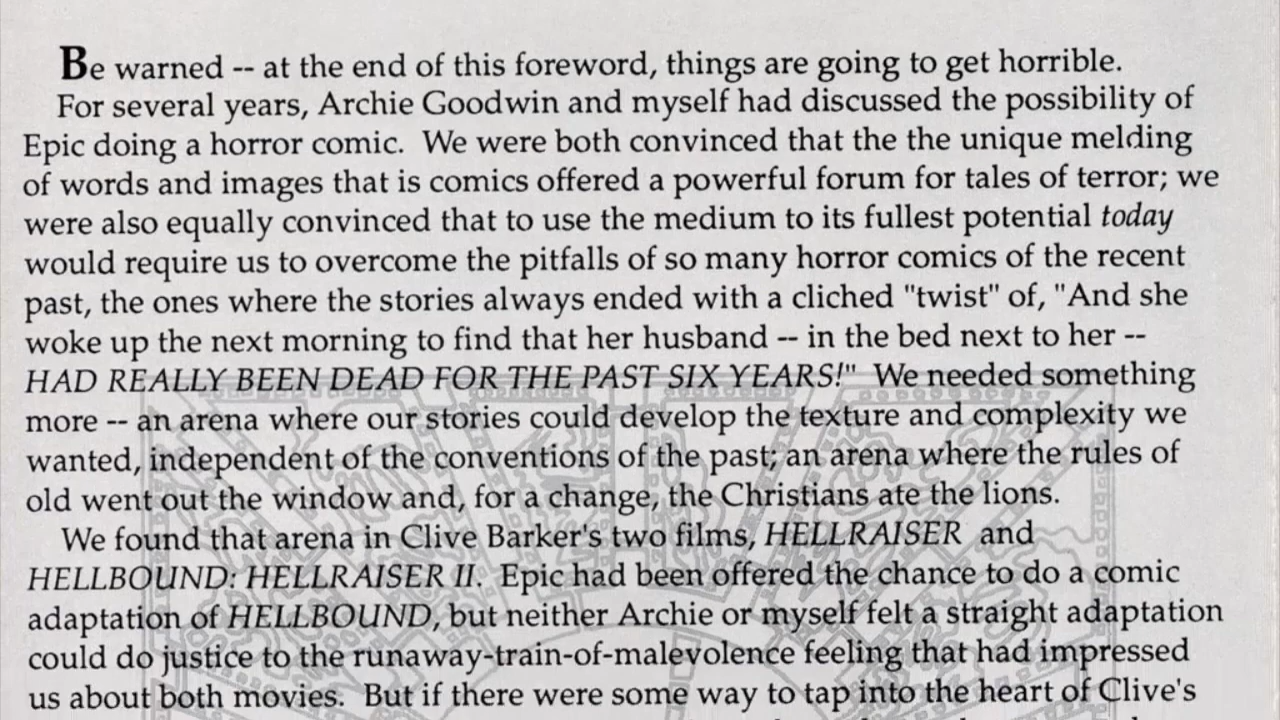 Be warned -- at the end of this foreword, things are going to get horrible.
For several years, Archie Goodwin and myself had discussed the possibility of
Epic doing a horror comic.  We were both convinced that the the unique melding
of words and images that is comics offered a powerful forum for tales of terror; we
were also equally convinced that to use the medium to its fullest potential today
would require us to overcome the pitfalls of so many horror comics of the recent
past, the ones where the stories always ended with a cliched "twist" of, "And she
woke up the next morning to find that her husband -- in the bed next to her --
HAD REALLY BEEN DEAD FOR THE PAST SIX YEARS!"  We needed something
more -- an arena where our stories could develop the texture and complexity we
wanted, independent of the conventions of the past; an arena where the rules of
old went out the window and, for a change, the Christians ate the lions.
We found that arena in Clive Barker's two films, HELLRAISER  and
HELLBOUND: HELLRAISER II.  Epic had been offered the chance to do a comic
adaptation of HELLBOUND, but neither Archie or myself felt a straight adaptation
could do justice to the runaway-train-of-malevolence feeling that had impressed
us about both movies.  But if there were some way to tap into the heart of Clive's